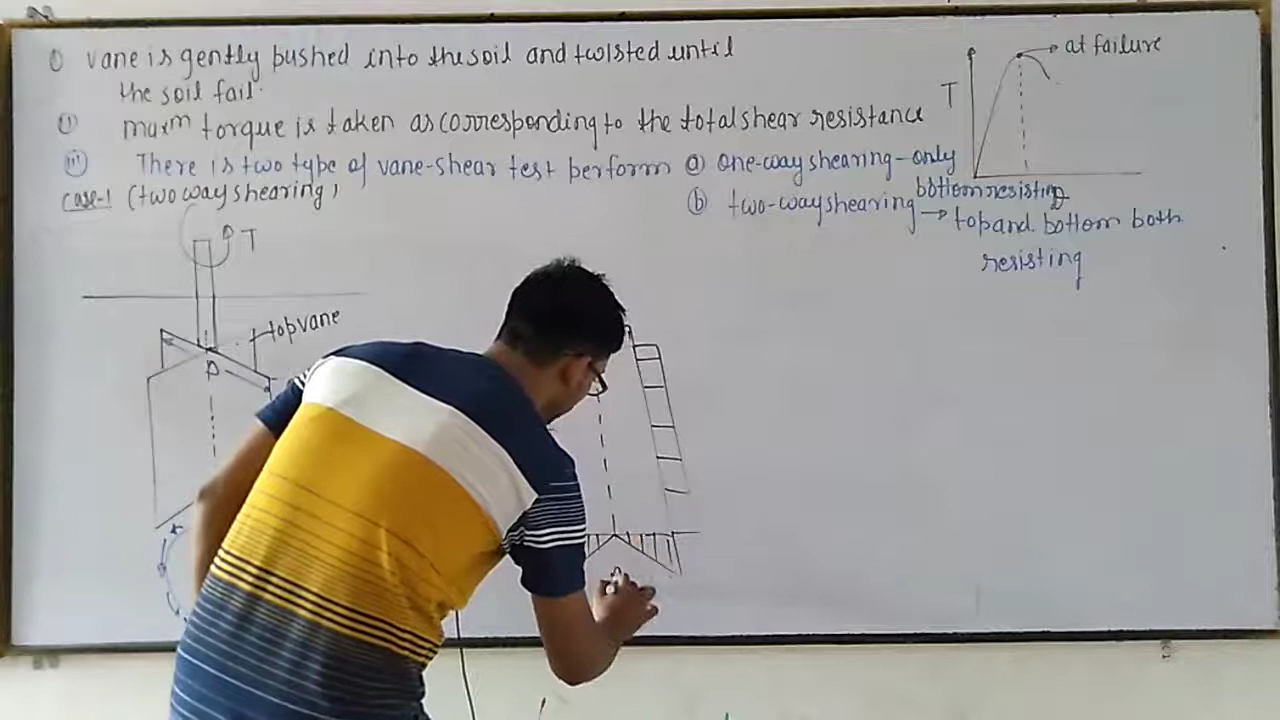 ① vane is gently pushed into the soil and twisted until
the soil fail.
maxm torque is taken as corresponding to the total shear resistance
(iii) There is two type of vane-shear test perform ⓐ one-way shearing-only
bottom resisting
case-1 (two way shearing)
ⓑ two-way shearing → top and bottom both
resisting
T
at failure
T
top vane